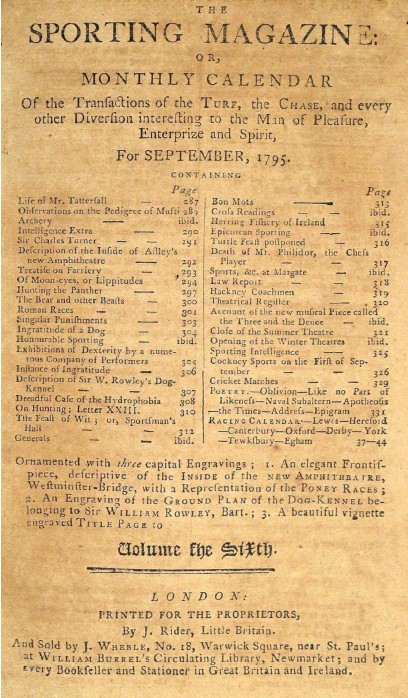 THE
SPORTING MAGAZINE:
OR,
MONTHLY CALENDAR
Of the Transactions of the TURF, the CHASE, and every
other Diversion interesting to the Man of Pleasure,
Enterprize and Spirit,
For SEPTEMBER, 1795.
CONTAINING
Page
Life of Mr. Tattersall — 287
Observations on the Pedigree of Mufti 289
Archery — ibid.
Intelligence Extra — 290
Sir Charles Turner — — 291
Description of the Inside of Astley's
new Amphitheatre — 292
Treatise on Farriery — 293
Of Moon-eyes, or Lippitudes — 294
Hunting the Panther — 297
The Bear and other Beasts — 300
Roman Races — — 301
Singular Punishments — 303
Ingratitude of a Dog — 304
Honourable Sporting — ibid.
Exhibitions of Dexterity by a nume-
rous Company of Performers 304
Instance of Ingratitude — 306
Description of Sir W. Rowley's Dog-
Kennel — — 307
Dreadful Case of the Hydrophobia 308
On Hunting; Letter XXIII. 310
The Feast of Wit; or, Sportsman's
Hall — — 312
Generals — — ibid.
Page
Bon Mots — 313
Cross Readings — — ibid.
Herring Fishery of Ireland 315
Epicurean Sporting — ibid.
Turtle Feast postponed — 316
Death of Mr. Philidor, the Chess
Player — — 317
Sports, &c. at Margate — ibid.
Law Report — — 318
Hackney Coachmen — 319
Theatrical Register — — 320
Account of the new musical Piece called
the Three and the Deuce — ibid.
Close of the Summer Theatre 321
Opening of the Winter Theatres ibid.
Sporting Intelligence — 325
Cockney Sports on the First of Sep-
tember — — 326
Cricket Matches — — 329
POETRY.—Oblivion—Like no Part of
Likeness—Naval Subaltern—Apotheosis
—the Times—Address—Epigram 331
RACING CALENDAR.—Lewes—Hereford
—Canterbury—Oxford—Derby—York
—Tewksbury—Egham 37—44
Ornamented with three capital Engravings; 1. An elegant Frontis-
piece, descriptive of the INSIDE of the NEW AMPHITHEATRE,
Westminster-Bridge, with a Representation of the PONEY RACES;
2. An Engraving of the GROUND PLAN of the DOG-KENNEL be-
longing to Sir WILLIAM ROWLEY, Bart.; 3. A beautiful vignette
engraved TITLE PAGE to
Volume the Sixth.
LONDON:
PRINTED FOR THE PROPRIETORS,
By J. Rider, Little Britain.
And Sold by J. WHEBLE, No. 18, Warwick Square, near St. Paul's;
at WILLIAM BURREL's Circulating Library, Newmarket; and by
every Bookseller and Stationer in Great Britain and Ireland.